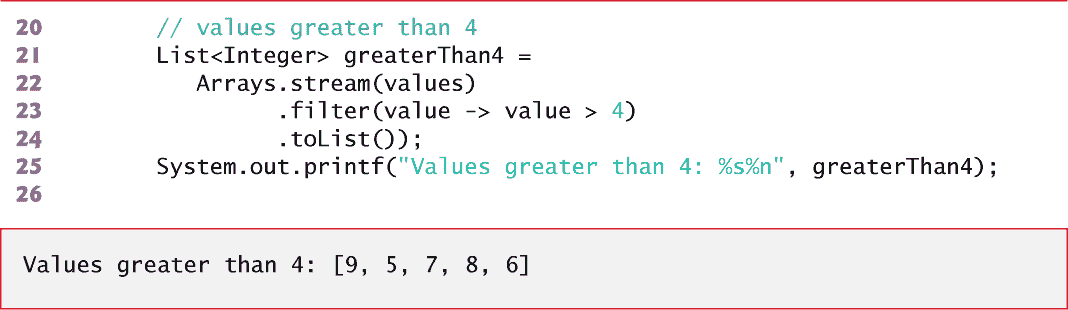 20 // values greater than 4
21 List<Integer> greaterThan4 =
22 Arrays.stream(values)
23 .filter(value -> value > 4)
24 .toList());
25 System.out.printf("Values greater than 4: %s%n", greaterThan4);
26
Values greater than 4: [9, 5, 7, 8, 6]